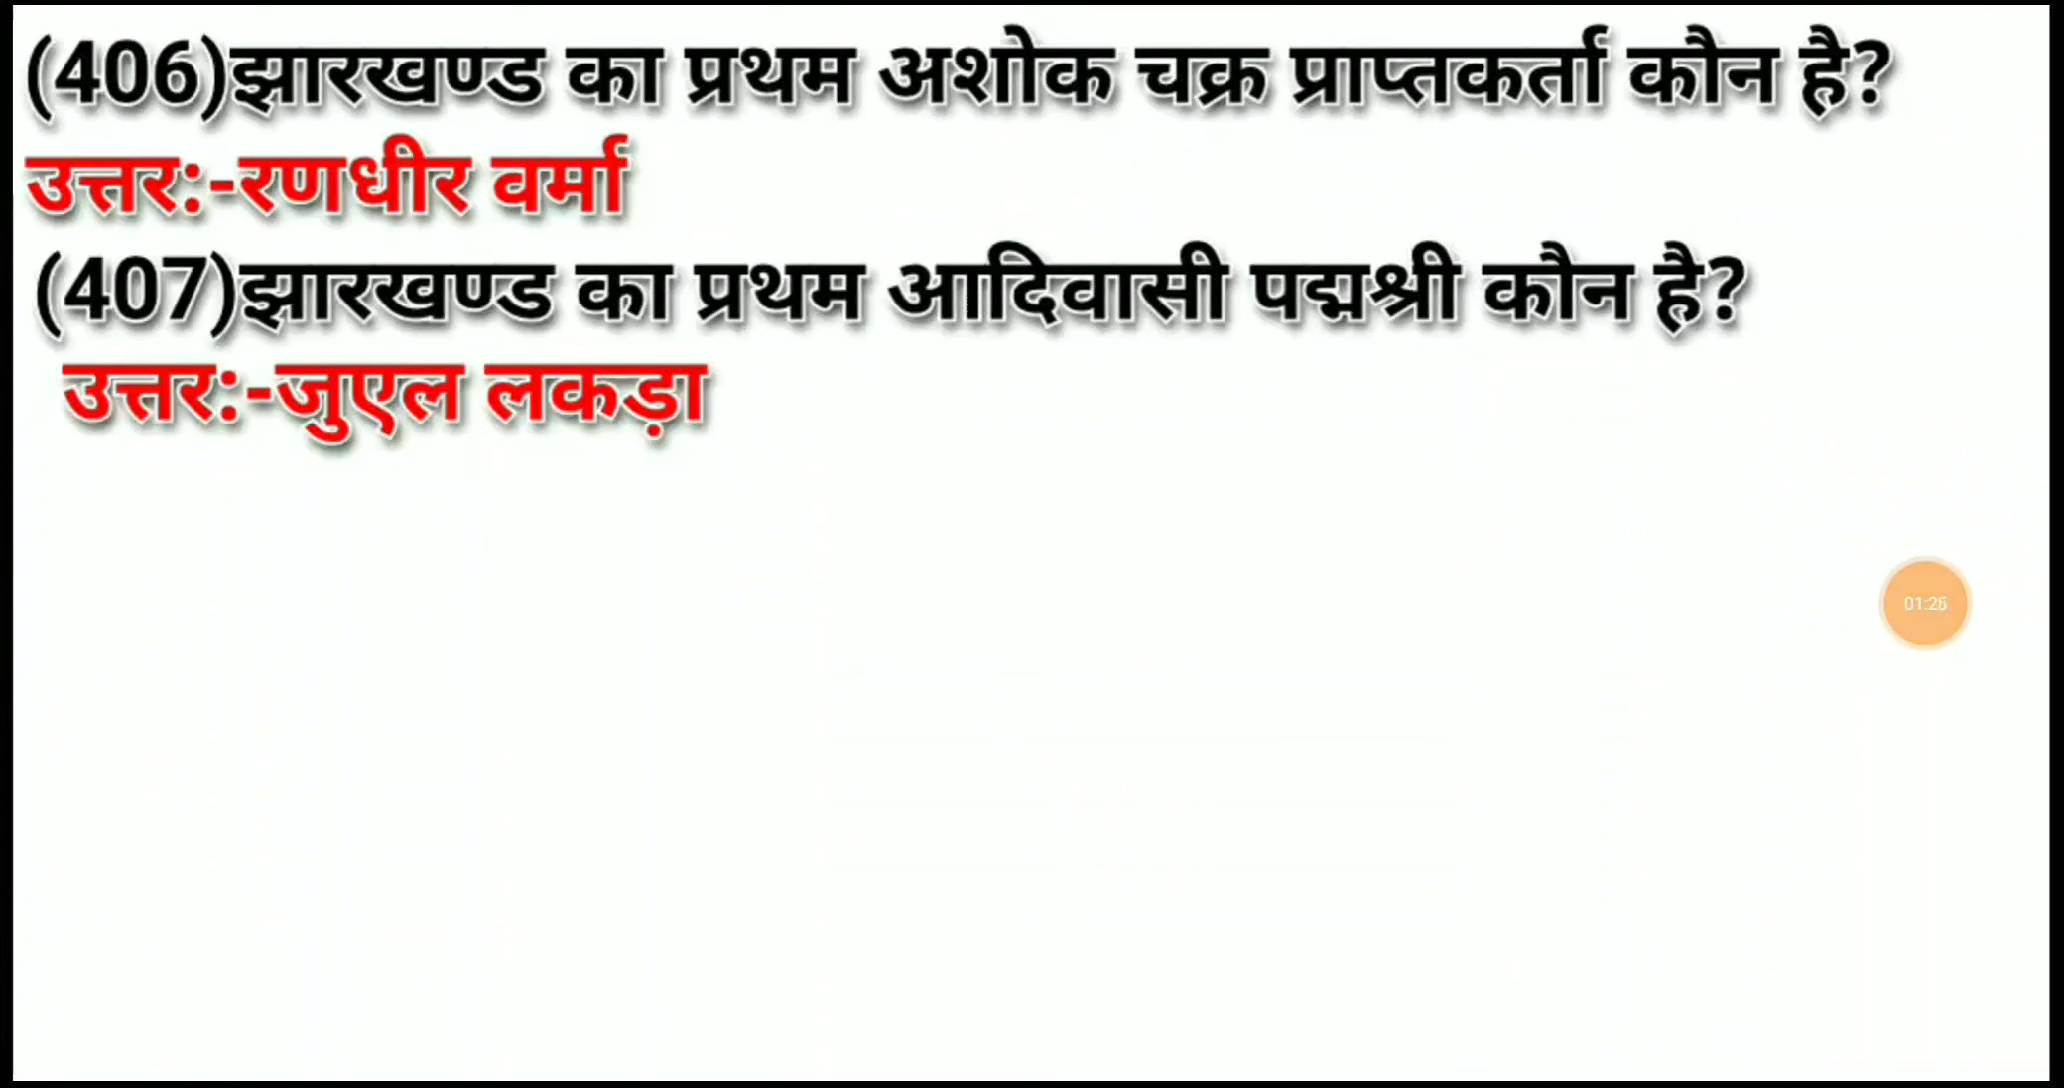 (406)झारखण्ड का प्रथम अशोक चक्र प्राप्तकर्ता कौन है?
उत्तर:-रणधीर वर्मा
(407)झारखण्ड का प्रथम आदिवासी पद्मश्री कौन है?
उत्तर:-जुएल लकड़ा
01:26